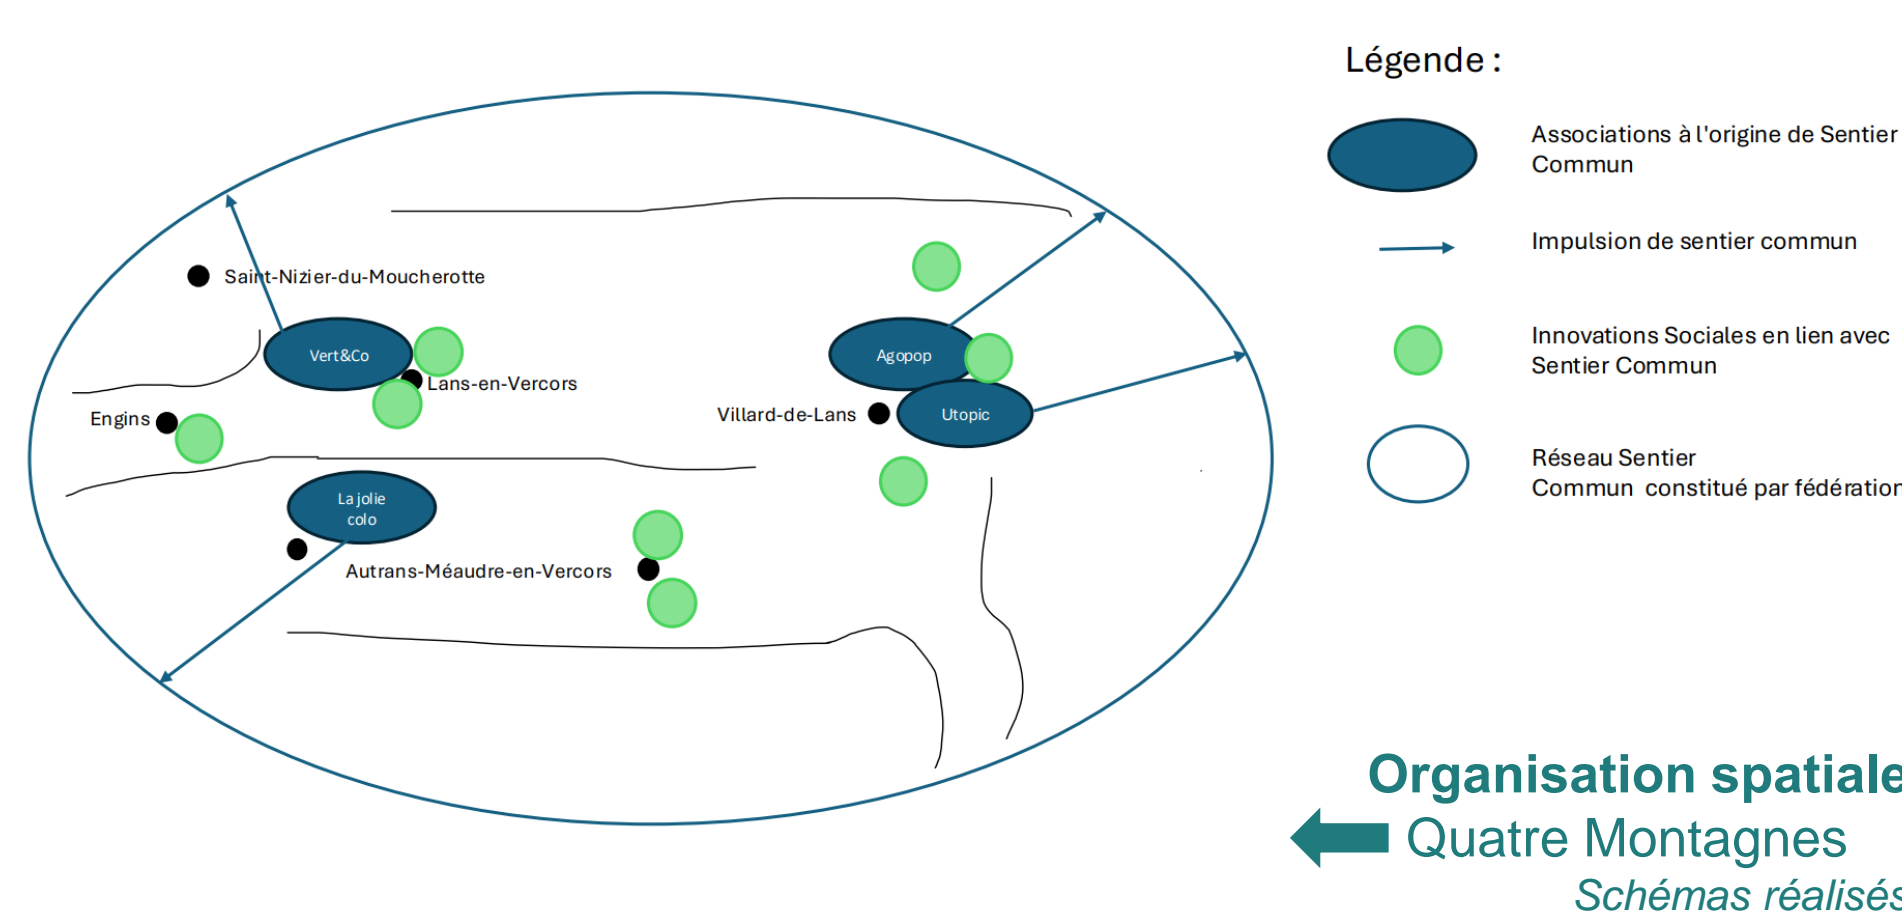 Légende :
Associations à l'origine de Sentier
Commun
Impulsion de sentier commun
Innovations Sociales en lien avec
Sentier Commun
Réseau Sentier
Commun constitué par fédération
Saint-Nizier-du-Moucherotte
Vert&Co
Lans-en-Vercors
Engins
Agopop
Villard-de-Lans
Utopic
La jolie
colo
Autrans-Méaudre-en-Vercors
Organisation spatiale
Quatre Montagnes
Schémas réalisés